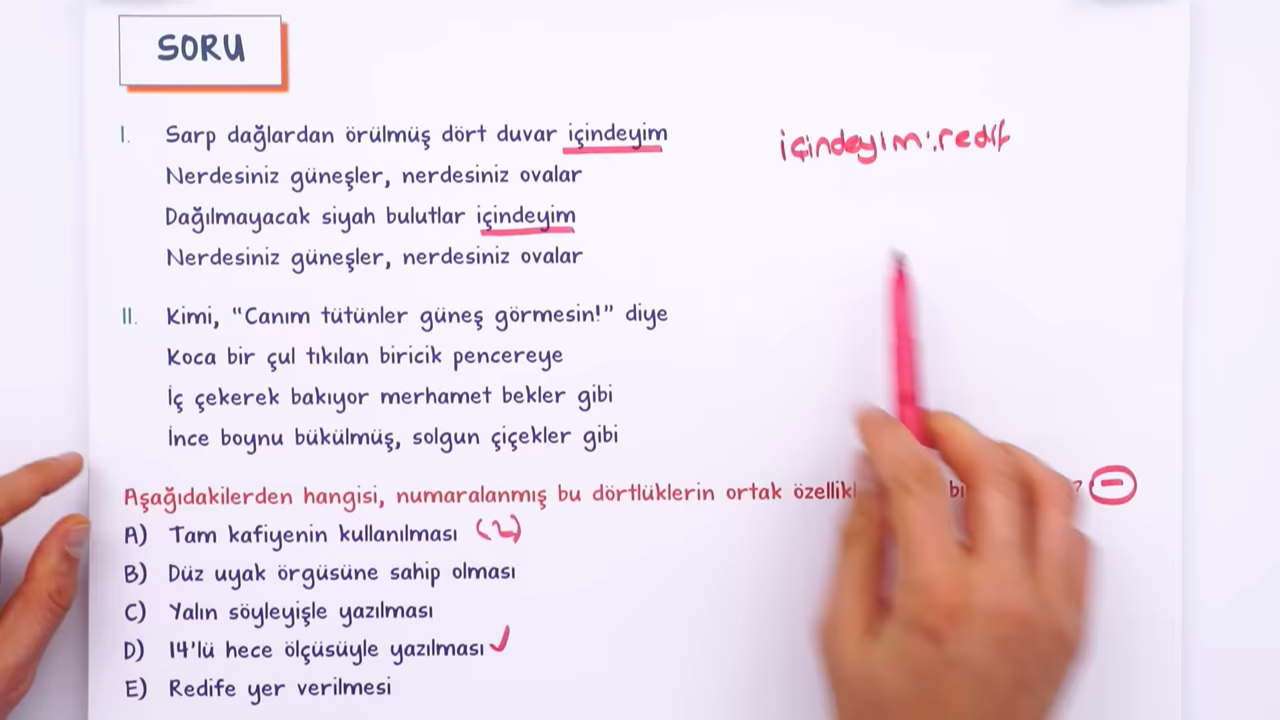 SORU
I. Sarp dağlardan örülmüş dört duvar içindeyim
içindeyim: redif
Nerdesiniz güneşler, nerdesiniz ovalar
Dağılmayacak siyah bulutlar içindeyim
Nerdesiniz güneşler, nerdesiniz ovalar
II. Kimi, “Canım tütünler güneş görmesin!” diye
Koca bir çul tıkılan biricik pencereye
İç çekerek bakıyor merhamet bekler gibi
İnce boynu bükülmüş, solgun çiçekler gibi
Aşağıdakilerden hangisi, numaralanmış bu dörtlüklerin ortak ? -
A) Tam kafiyenin kullanılması (2)
B) Düz uyak örgüsüne sahip olması
C) Yalın söyleyişle yazılması
D) 14'lü hece ölçüsüyle yazılması ✓
E) Redife yer verilmesi